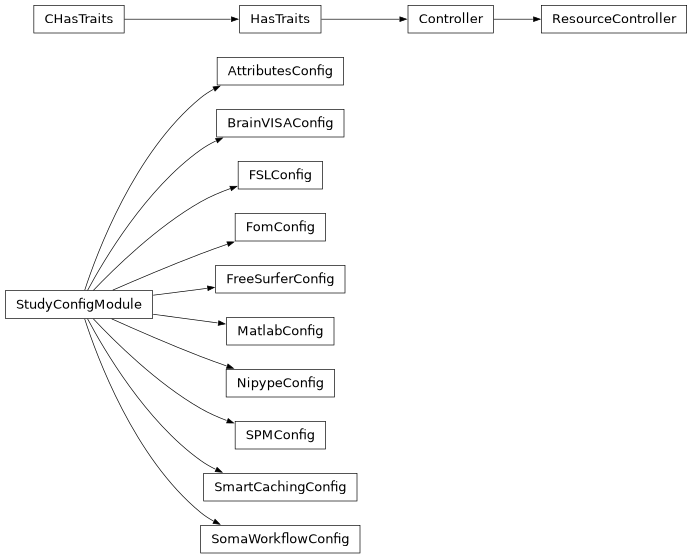 CHasTraits
HasTraits
Controller
ResourceController
AttributesConfig
BrainVISAConfig
FSLConfig
FomConfig
FreeSurferConfig
StudyConfigModule
MatlabConfig
NipypeConfig
SPMConfig
SmartCachingConfig
SomaWorkflowConfig